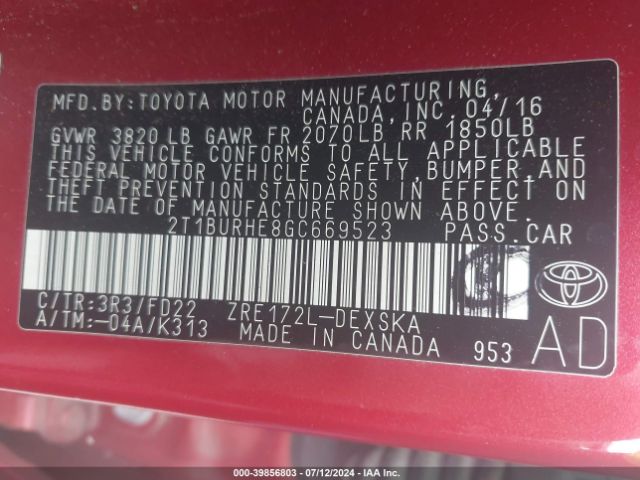 MFD.BY:TOYOTA MOTOR MANUFACTURING,
CANADA,INC. 04/16
GVWR 3820 LB GAWR FR 2070LB RR 1850LB
THIS VEHICLE CONFORMS TO ALL APPLICABLE
FEDERAL MOTOR VEHICLE SAFETY,BUMPER,AND
THEFT PREVENTION STANDARDS IN EFFECT ON
THE DATE OF MANUFACTURE SHOWN ABOVE.
2T1BURHE8GC669523 PASS.CAR
C/TR:3R3/FD22 ZRE172L-DEXSKA
A/TM:-04A/K313 MADE IN CANADA 953 AD
000-39856803 - 07/12/2024 - IAA Inc.